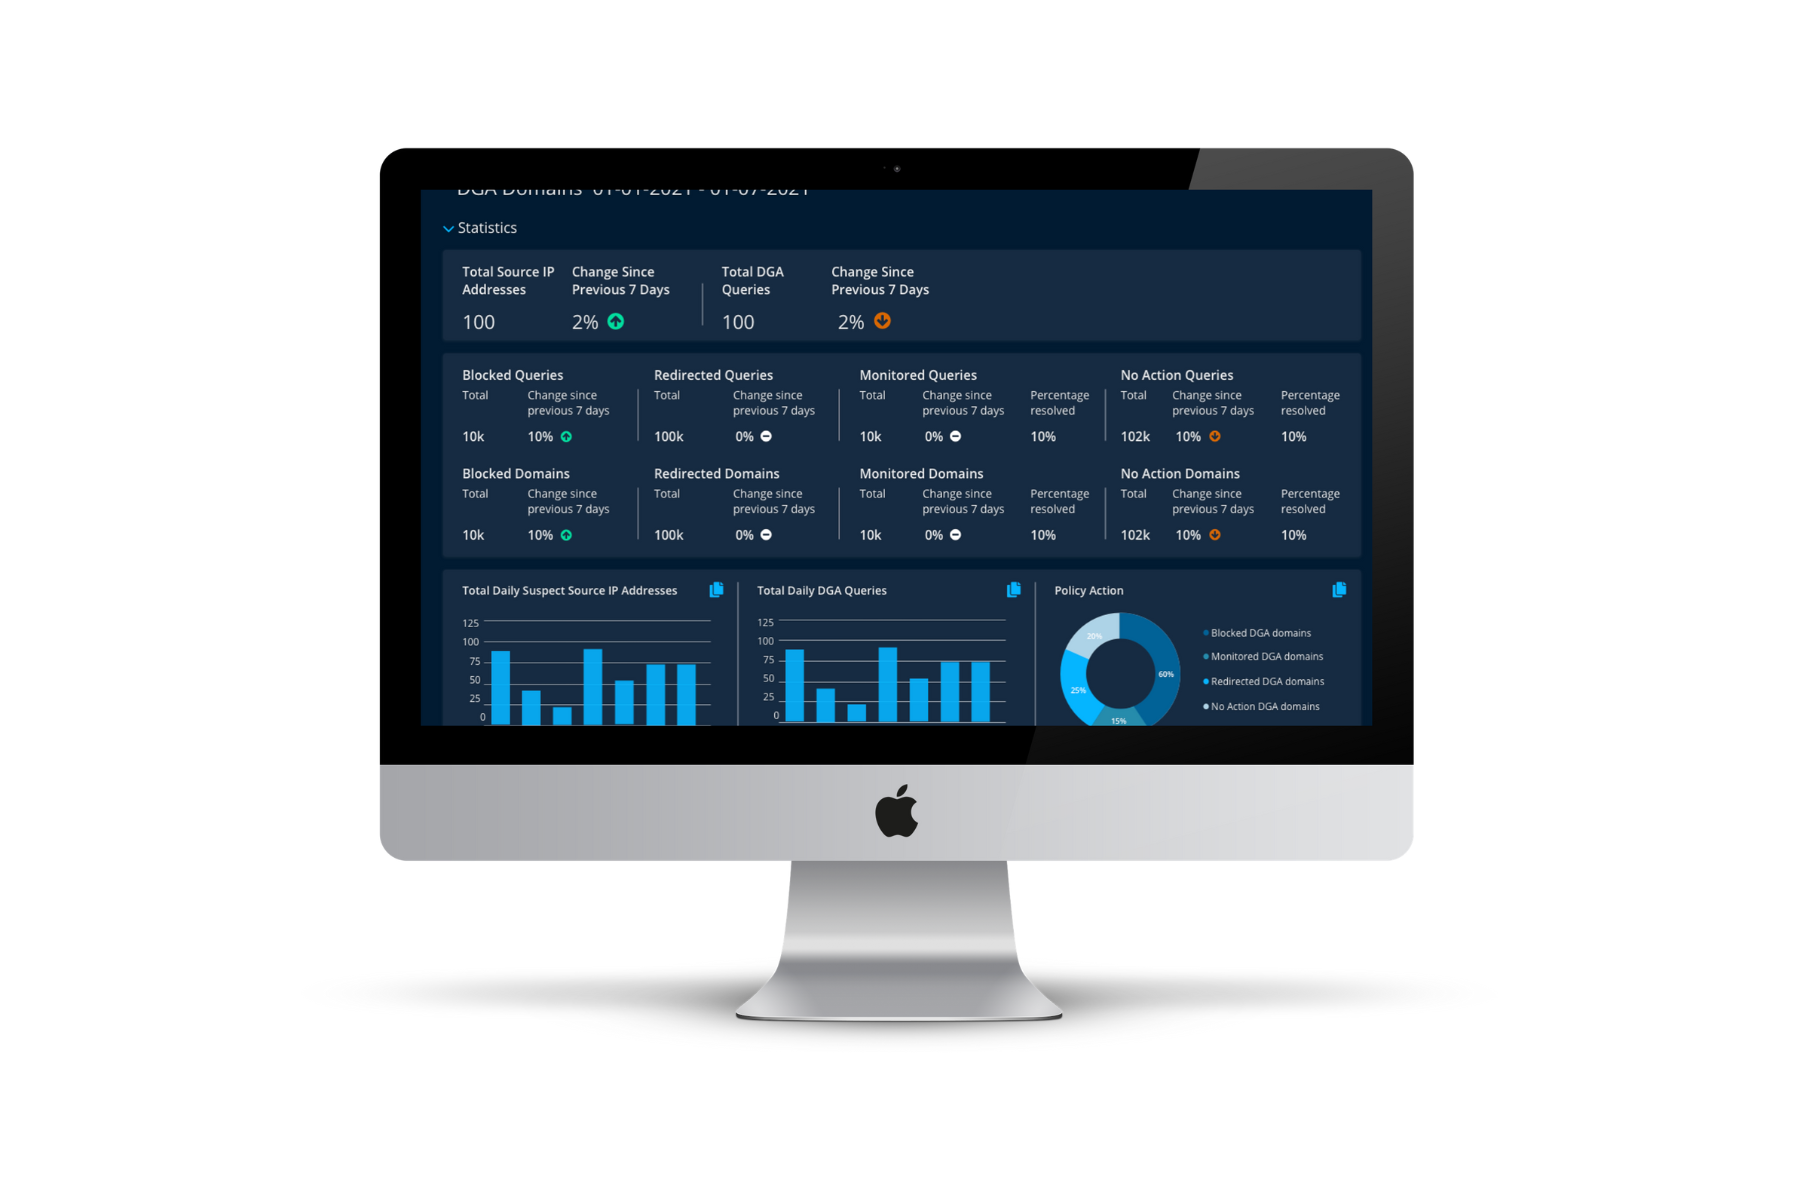 DGA Domains 01-01-2021 - 01-07-2021
Statistics
Total Source IP Addresses
Change Since Previous 7 Days
Total DGA Queries
Change Since Previous 7 Days
100
2%
100
2%
Blocked Queries
Redirected Queries
Monitored Queries
No Action Queries
Total
Change since previous 7 days
Total
Change since previous 7 days
Total
Change since previous 7 days
Percentage resolved
Total
Change since previous 7 days
Percentage resolved
10k
10%
100k
0%
10k
0%
10%
102k
10%
10%
Blocked Domains
Redirected Domains
Monitored Domains
No Action Domains
Total
Change since previous 7 days
Total
Change since previous 7 days
Total
Change since previous 7 days
Percentage resolved
Total
Change since previous 7 days
Percentage resolved
10k
10%
100k
0%
10k
0%
10%
102k
10%
10%
Total Daily Suspect Source IP Addresses
125
100
75
50
25
0
Total Daily DGA Queries
125
100
75
50
25
0
Policy Action
20%
60%
25%
15%
Blocked DGA domains
Monitored DGA domains
Redirected DGA domains
No Action DGA domains